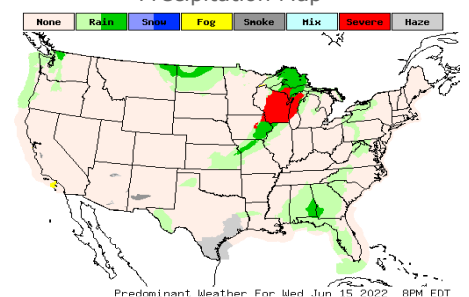 Precipitation Map
None Rain Snow Fog Smoke Mix Severe Haze
Predominant Weather For Wed Jun 15 2022 8PM EDT